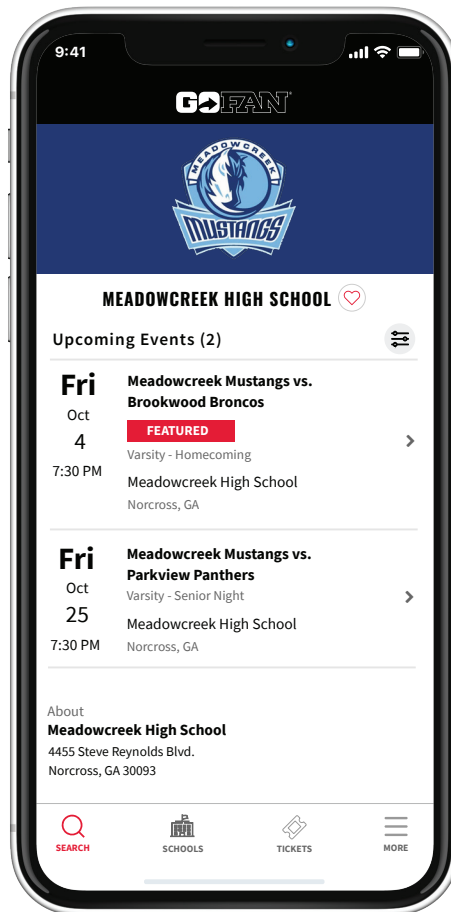 9:41
GOFAN
MEADOWCREEK
MUSTANGS
MEADOWCREEK HIGH SCHOOL
Upcoming Events (2)
Fri
Oct
4
7:30 PM
Meadowcreek Mustangs vs.
Brookwood Broncos
FEATURED
Varsity - Homecoming
Meadowcreek High School
Norcross, GA
Fri
Oct
25
7:30 PM
Meadowcreek Mustangs vs.
Parkview Panthers
Varsity - Senior Night
Meadowcreek High School
Norcross, GA
About
Meadowcreek High School
4455 Steve Reynolds Blvd.
Norcross, GA 30093
SEARCH
SCHOOLS
TICKETS
MORE